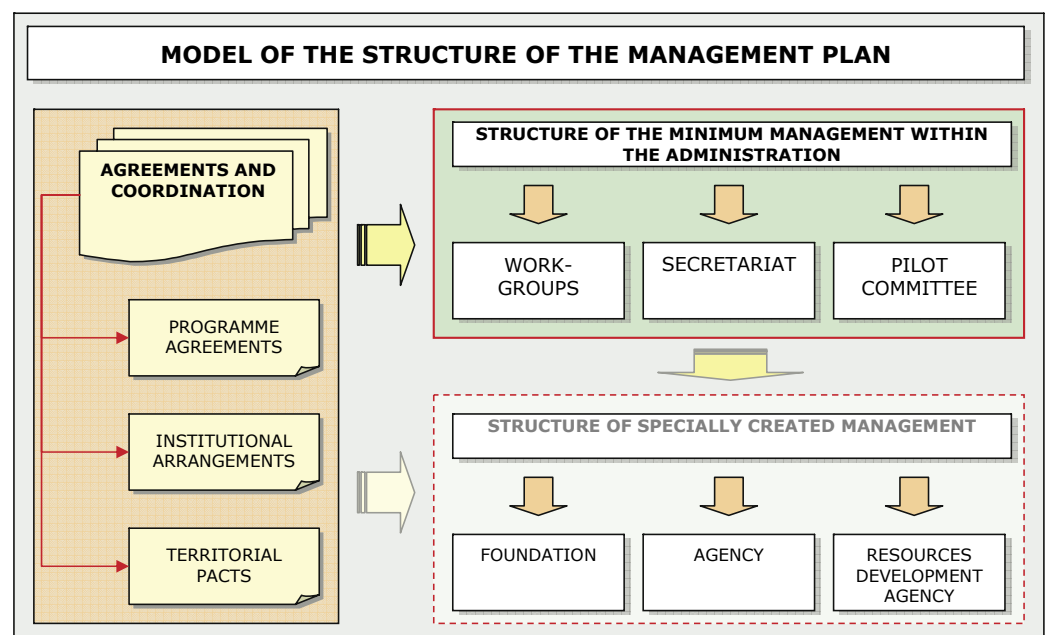 MODEL OF THE STRUCTURE OF THE MANAGEMENT PLAN
AGREEMENTS AND
COORDINATION
PROGRAMME
AGREEMENTS
INSTITUTIONAL
ARRANGEMENTS
TERRITORIAL
PACTS
STRUCTURE OF THE MINIMUM MANAGEMENT WITHIN
THE ADMINISTRATION
WORK-
GROUPS
SECRETARIAT
PILOT
COMMITTEE
STRUCTURE OF SPECIALLY CREATED MANAGEMENT
FOUNDATION
AGENCY
RESOURCES
DEVELOPMENT
AGENCY